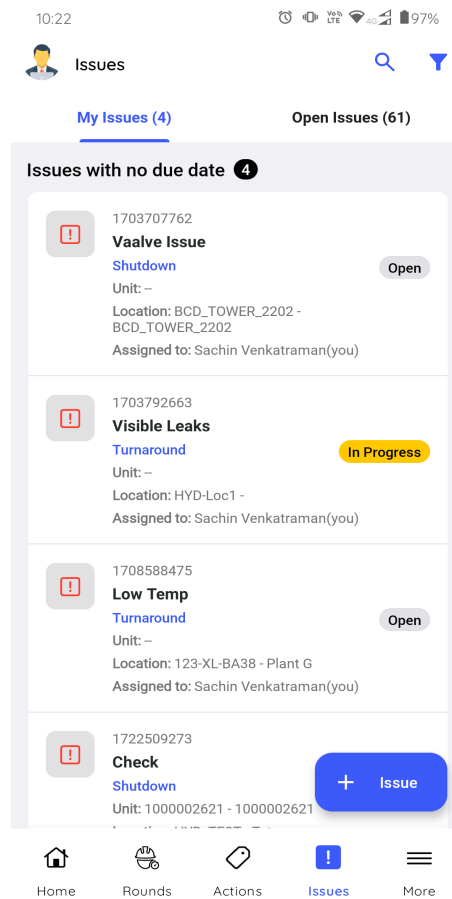 10:22
Vo LTE 4G 97%
Issues
My Issues (4)
Open Issues (61)
Issues with no due date 4
1703707762
Vaalve Issue
Shutdown
Open
Unit: --
Location: BCD_TOWER_2202 -
BCD_TOWER_2202
Assigned to: Sachin Venkatraman(you)
1703792663
Visible Leaks
Turnaround
In Progress
Unit: --
Location: HYD-Loc1 -
Assigned to: Sachin Venkatraman(you)
1708588475
Low Temp
Turnaround
Open
Unit: --
Location: 123-XL-BA38 - Plant G
Assigned to: Sachin Venkatraman(you)
1722509273
Check
Shutdown
+ Issue
Unit: 1000002621 - 1000002621
Home
Rounds
Actions
Issues
More